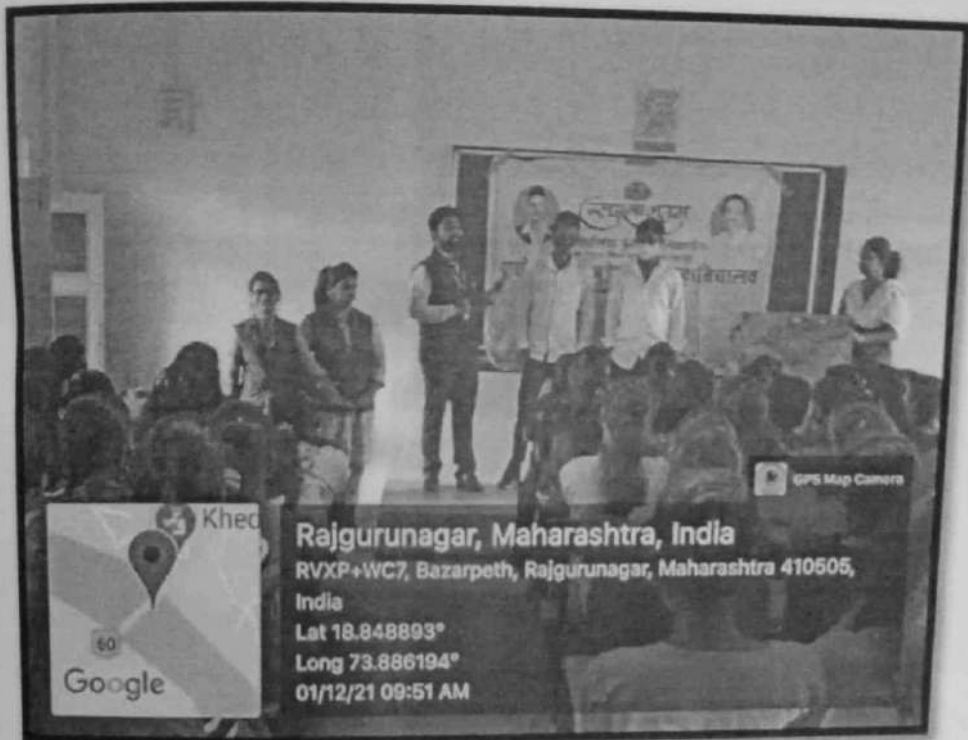 विद्यालय
GPS Map Camera
Khed
60
Google
Rajgurunagar, Maharashtra, India
RVXP+WC7, Bazarpeth, Rajgurunagar, Maharashtra 410505,
India
Lat 18.848893°
Long 73.886194°
01/12/21 09:51 AM